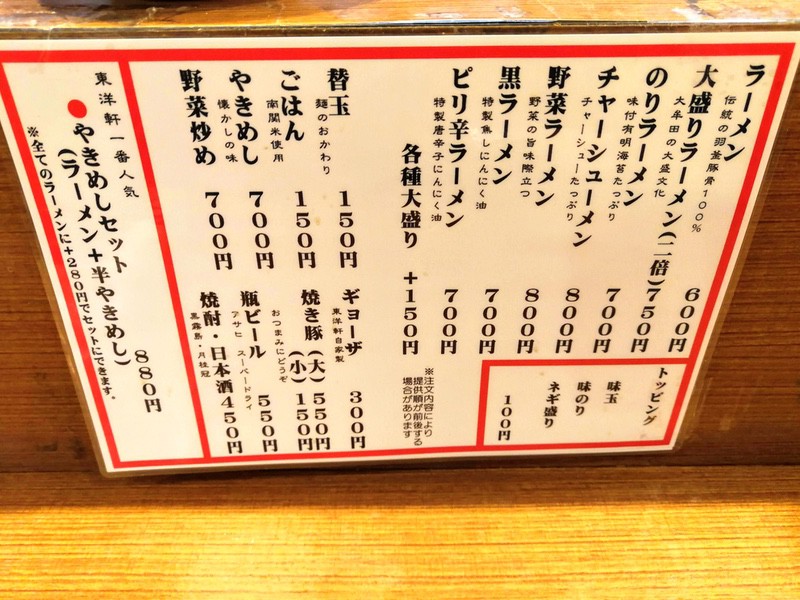 ラーメン 600円
伝統の羽釜豚骨100%
大盛りラーメン(二倍) 750円
大牟田の大盛文化
のりラーメン 700円
味付有明海苔たっぷり
チャーシューメン 800円
チャーシューたっぷり
野菜ラーメン 800円
野菜の旨味際立つ
黒ラーメン 700円
特製焦しにんにく油
ピリ辛ラーメン 700円
特製唐辛子にんにく油
各種大盛り +150円
トッピング
味玉
味のり
ネギ盛り
100円
※注文内容により
提供順が前後する
場合があります
替玉 150円
麺のおかわり
ごはん 150円
南関米使用
やきめし 700円
懐かしの味
野菜炒め 700円
ギョーザ 300円
東洋軒自家製
焼き豚(大) 550円
(小) 150円
おつまみにどうぞ
瓶ビール 550円
アサヒ スーパードライ
焼酎・日本酒 450円
黒霧島・月桂冠
東洋軒一番人気
●やきめしセット
(ラーメン+半やきめし) 880円
※全てのラーメンに+280円でセットにできます。